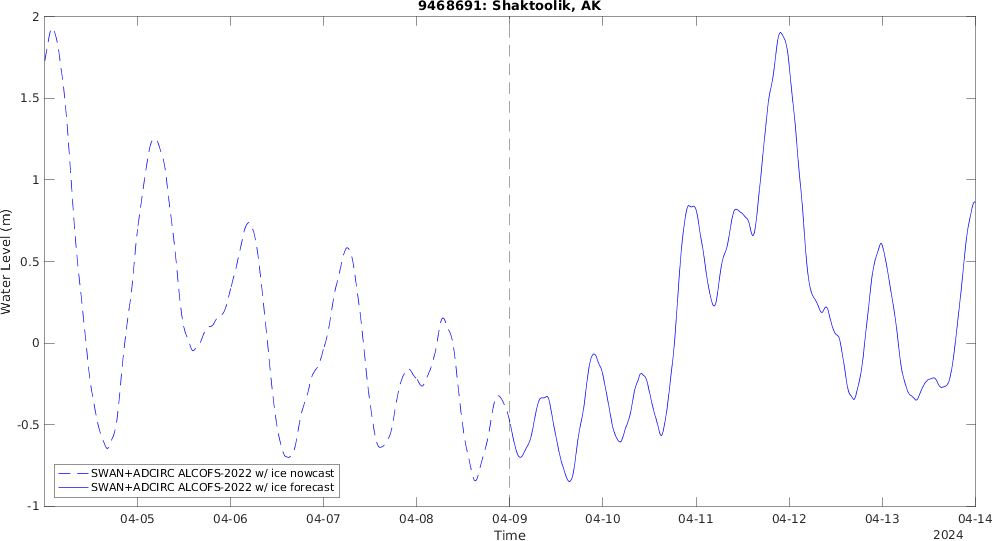 9468691: Shaktoolik, AK
Water Level (m)
2
1.5
1
0.5
0
-0.5
-1
SWAN+ADCIRC ALCOFS-2022 w/ ice nowcast
SWAN+ADCIRC ALCOFS-2022 w/ ice forecast
04-05 04-06 04-07 04-08 04-09 04-10 04-11 04-12 04-13 04-14
Time
2024